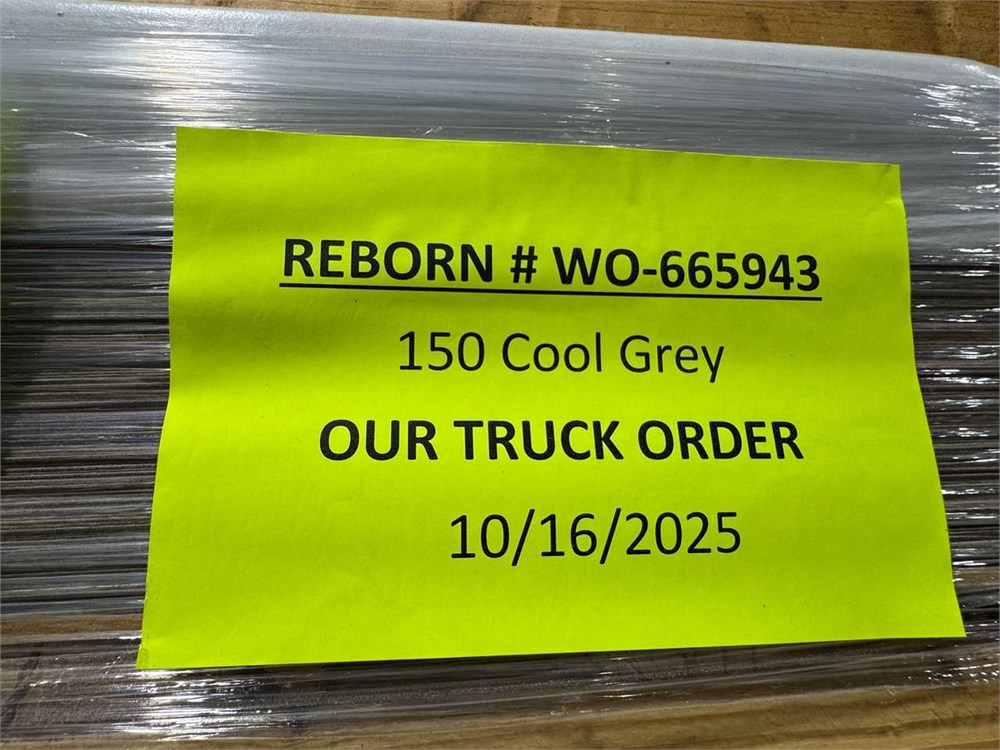 REBORN # WO-665943
150 Cool Grey
OUR TRUCK ORDER
10/16/2025